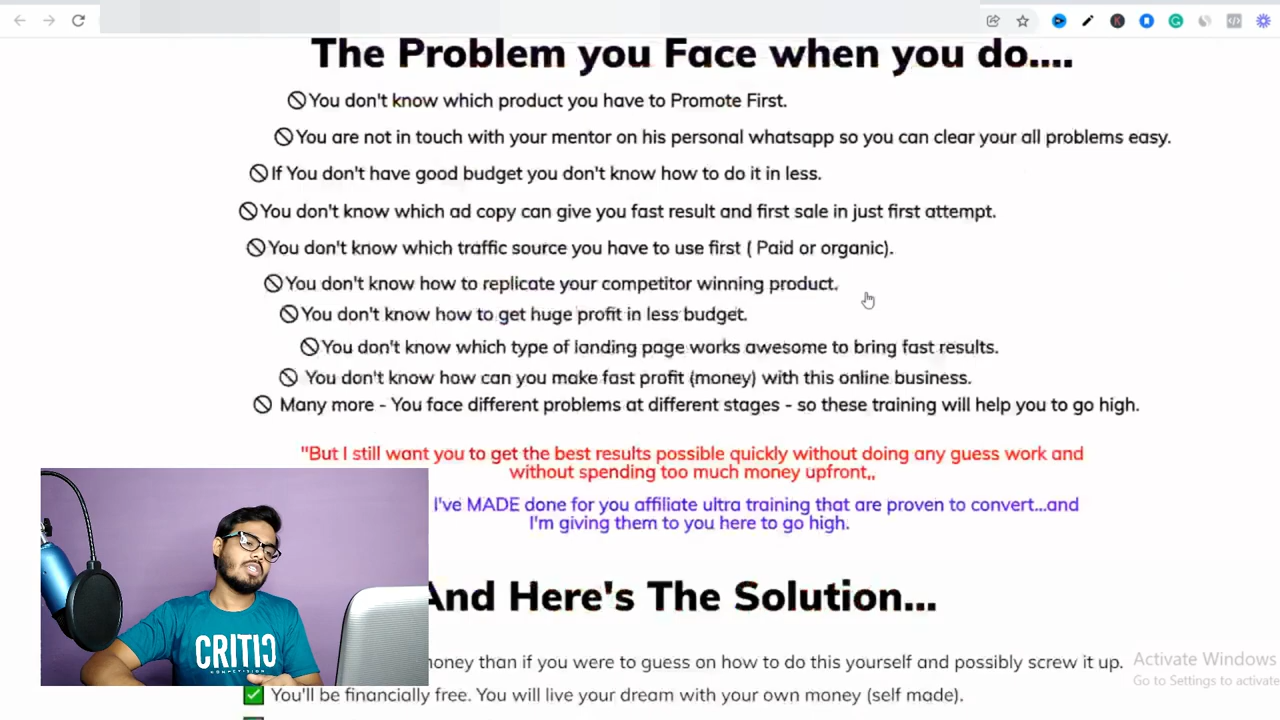 The Problem you Face when you do....
You don't know which product you have to Promote First.
You are not in touch with your mentor on his personal whatsapp so you can clear your all problems easy.
If You don't have good budget you don't know how to do it in less.
You don't know which ad copy can give you fast result and first sale in just first attempt.
You don't know which traffic source you have to use first ( Paid or organic).
You don't know how to replicate your competitor winning product.
You don't know how to get huge profit in less budget.
You don't know which type of landing page works awesome to bring fast results.
You don't know how can you make fast profit (money) with this online business.
Many more - You face different problems at different stages - so these training will help you to go high.
"But I still want you to get the best results possible quickly without doing any guess work and
without spending too much money upfront,,
I've MADE done for you affiliate ultra training that are proven to convert...and
I'm giving them to you here to go high.
And Here's The Solution...
money than if you were to guess on how to do this yourself and possibly screw it up.
You'll be financially free. You will live your dream with your own money (self made).
CRITIC
COMPETITION
Activate Windows
Go to Settings to activate